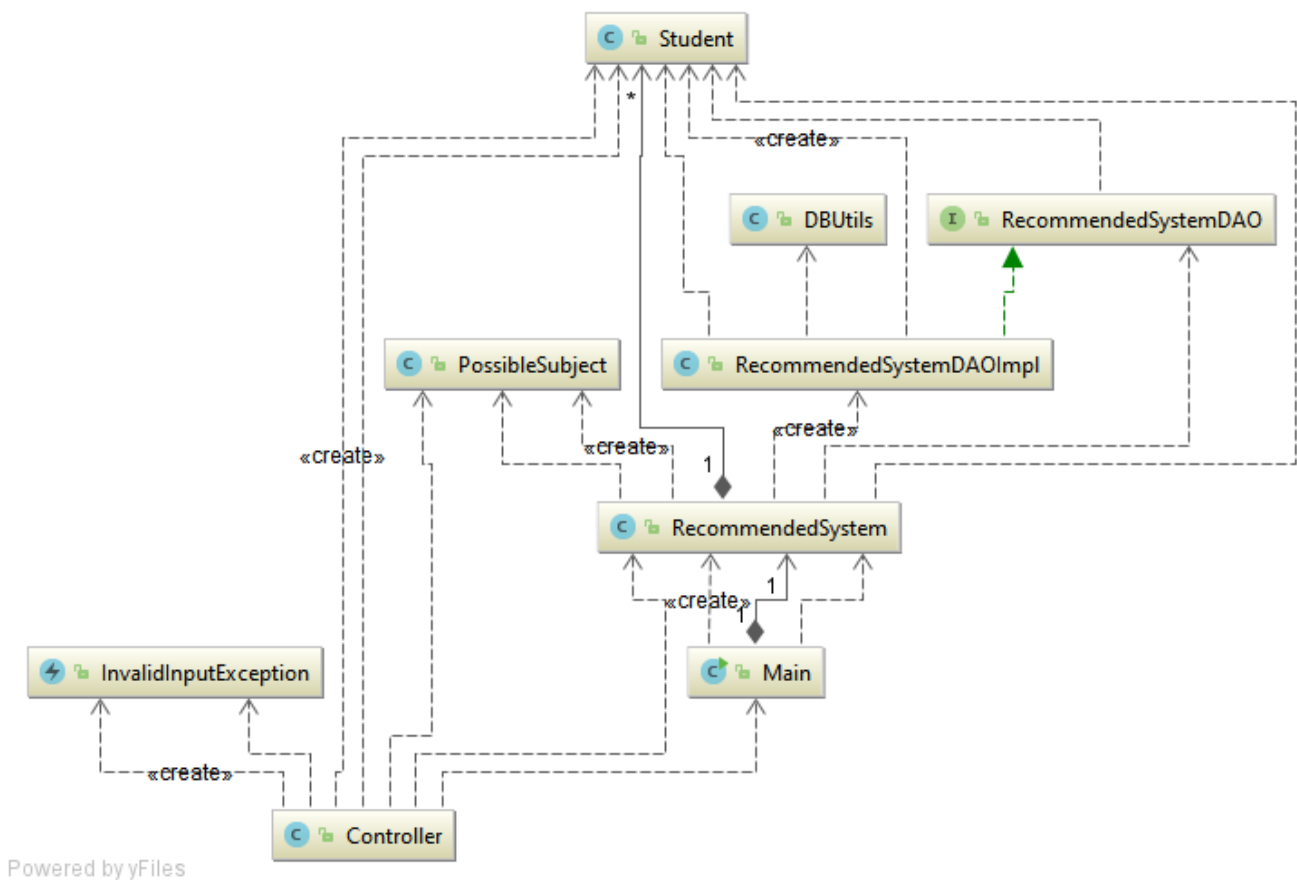 C Student
*
«create»
C DBUtils
I RecommendedSystemDAO
C PossibleSubject
C RecommendedSystemDAOImpl
«create»
«create»
«create»
1
C RecommendedSystem
1
«create»
1
InvalidInputException
C Main
«create»
C Controller
Powered by yFiles